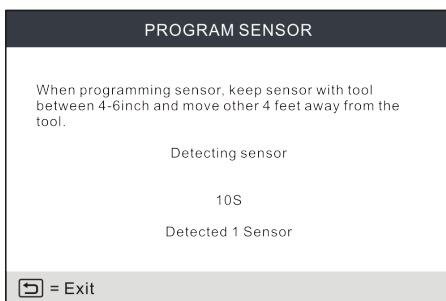 PROGRAM SENSOR
When programming sensor, keep sensor with tool
between 4-6inch and move other 4 feet away from the
tool.
Detecting sensor
10S
Detected 1 Sensor
= Exit